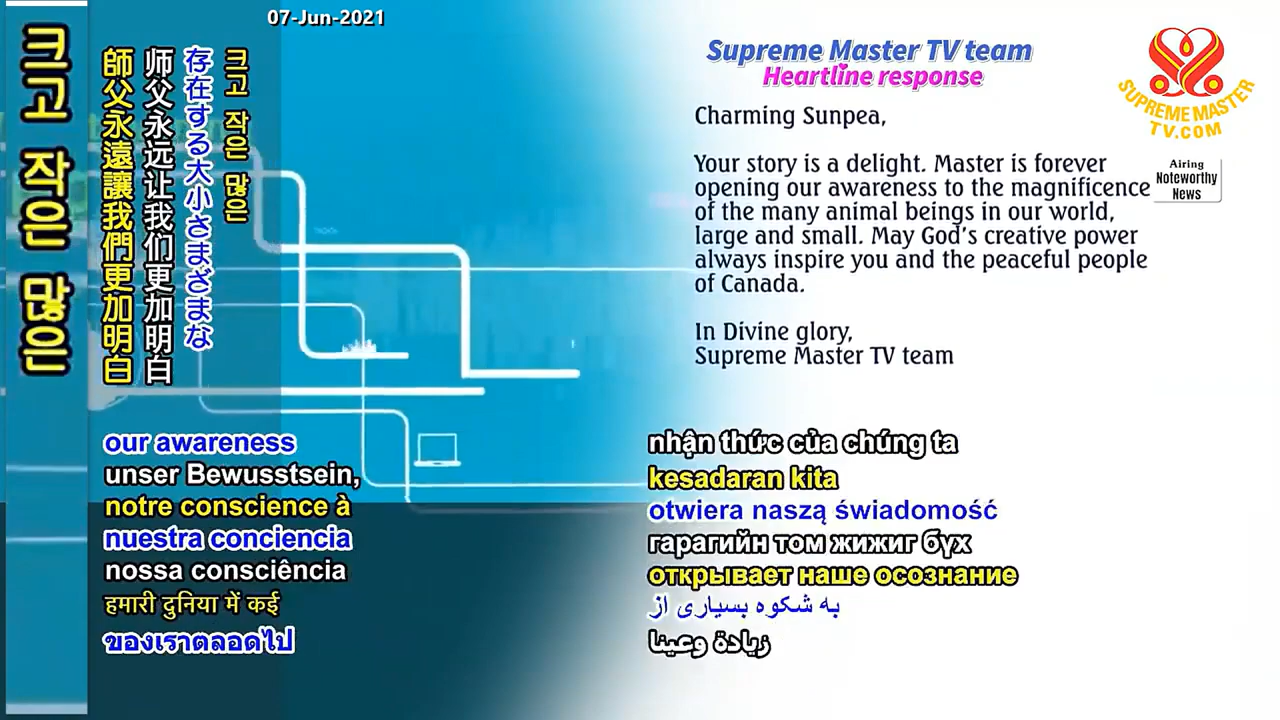 07-Jun-2021
크고 작은 많은
師父永遠讓我們更加明白
师父永远让我们更加明白
存在する大小さまざまな
크고 작은 많은
Supreme Master TV team
Heartline response
Charming Sunpea,
Your story is a delight. Master is forever
opening our awareness to the magnificence
of the many animal beings in our world,
large and small. May God's creative power
always inspire you and the peaceful people
of Canada.
In Divine glory,
Supreme Master TV team
SUPREME MASTER
TV.COM
Airing
Noteworthy
News
our awareness
unser Bewusstsein,
notre conscience à
nuestra conciencia
nossa consciência
हमारी दुनिया में कई
ของเราตลอดไป
nhận thức của chúng ta
kesadaran kita
otwiera naszą świadomość
гарагийн том жижиг бүх
открывает наше осознание
به شکوه بسیاری از
زيادة وعينا